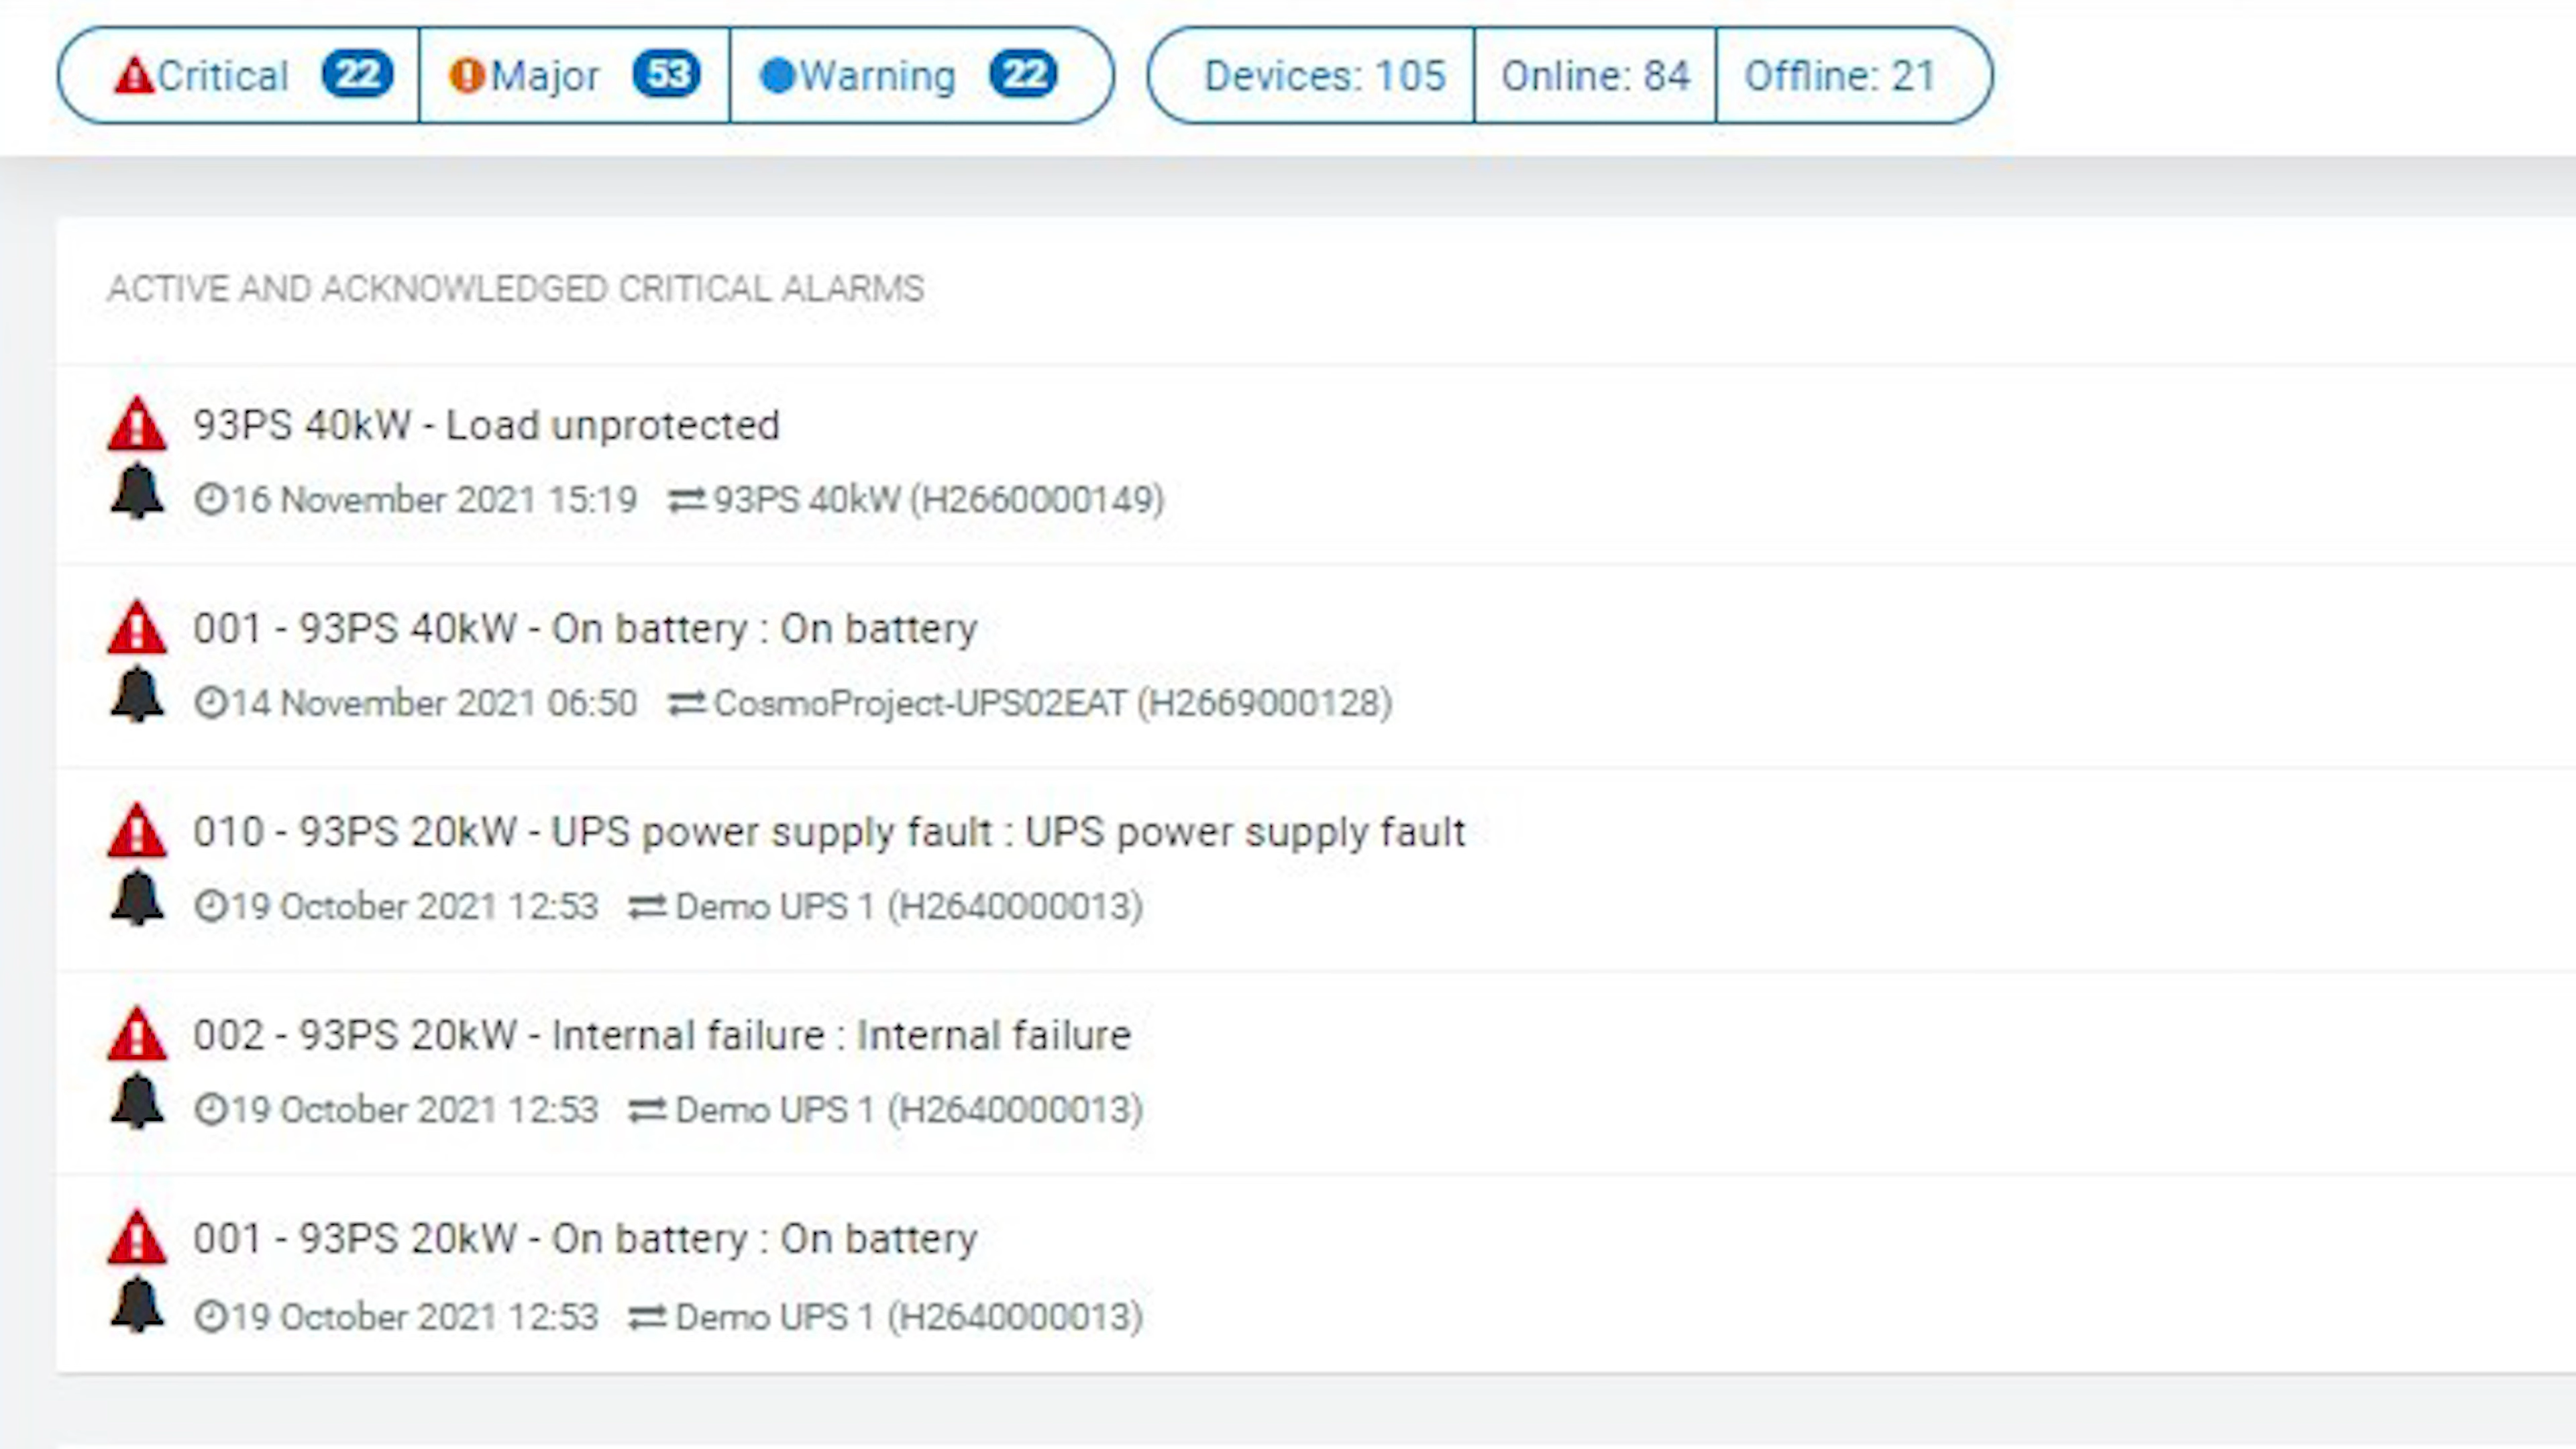 Critical 22 Major 53 Warning 22 Devices: 105 Online: 84 Offline: 21
ACTIVE AND ACKNOWLEDGED CRITICAL ALARMS
93PS 40kW - Load unprotected
16 November 2021 15:19 93PS 40kW (H2660000149)
001 - 93PS 40kW - On battery : On battery
14 November 2021 06:50 CosmoProject-UPS02EAT (H2669000128)
010 - 93PS 20kW - UPS power supply fault : UPS power supply fault
19 October 2021 12:53 Demo UPS 1 (H2640000013)
002 - 93PS 20kW - Internal failure : Internal failure
19 October 2021 12:53 Demo UPS 1 (H2640000013)
001 - 93PS 20kW - On battery : On battery
19 October 2021 12:53 Demo UPS 1 (H2640000013)